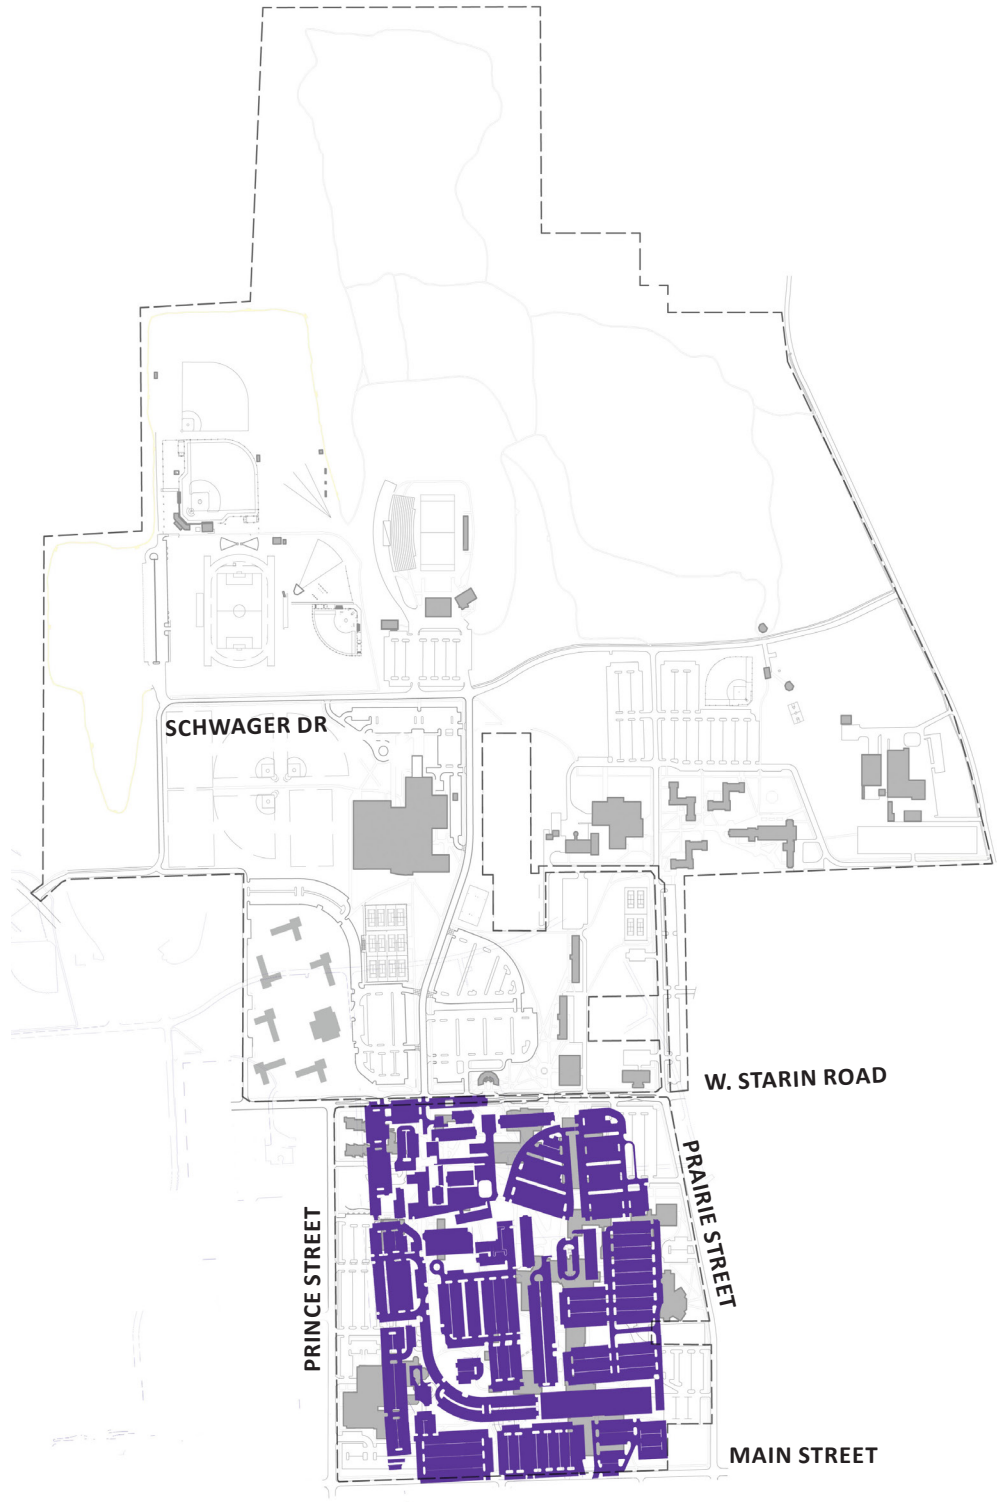 SCHWAGER DR
W. STARIN ROAD
PRAIRIE STREET
PRINCE STREET
MAIN STREET